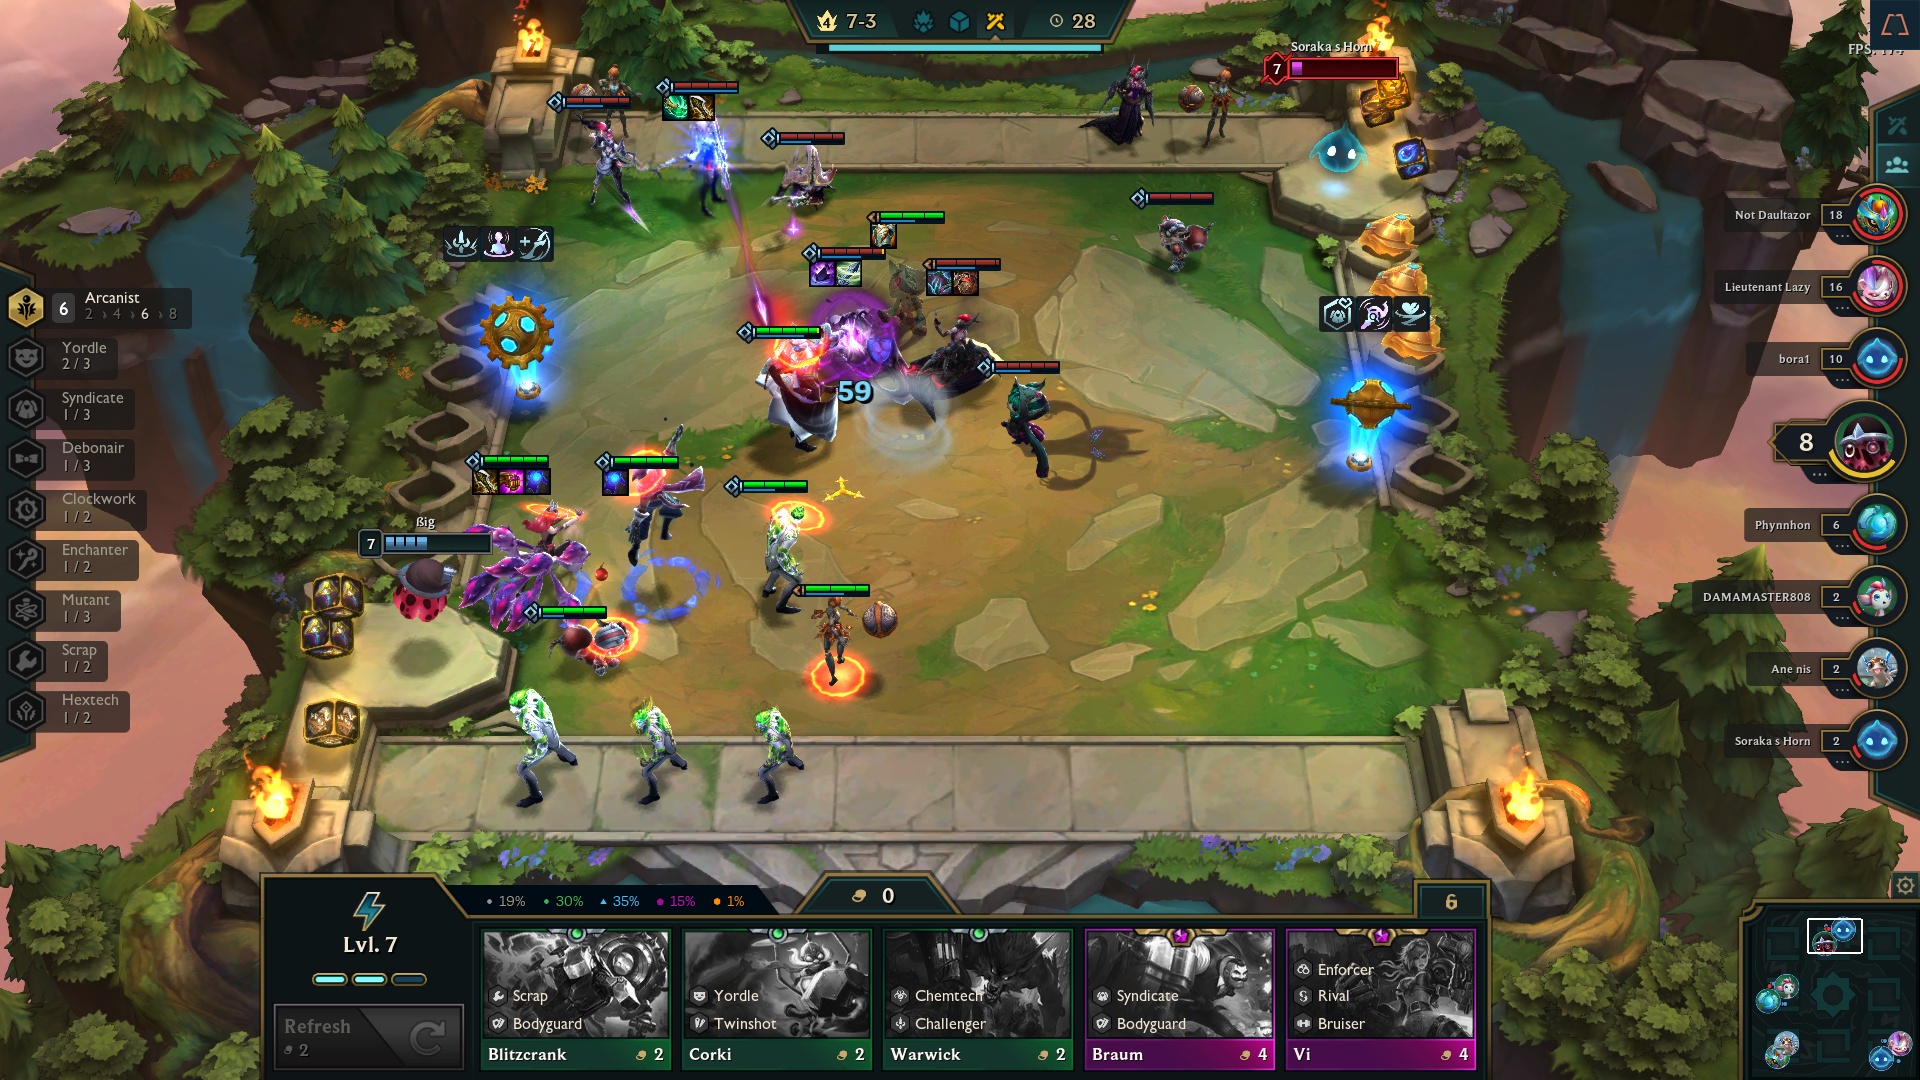 4 7-3 28
Soraka s Horn
7
FPS:
6 Arcanist
2 › 4 › 6 › 8
Yordle
2 / 3
Syndicate
1 / 3
Debonair
1 / 3
Clockwork
1 / 2
Enchanter
1 / 2
Mutant
1 / 3
Scrap
1 / 2
Hextech
1 / 2
59
ßig
7
Not Daultazor 18
Lieutenant Lazy 16
bora1 10
8
Phynnhon 6
DAMAMASTER808 2
Ane nis 2
Soraka s Horn 2
19% 30% 35% 15% 1%
0
6
Lvl. 7
Refresh
2
Scrap
Bodyguard
Blitzcrank 2
Yordle
Twinshot
Corki 2
Chemtech
Challenger
Warwick 2
Syndicate
Bodyguard
Braum 4
Enforcer
Rival
Bruiser
Vi 4